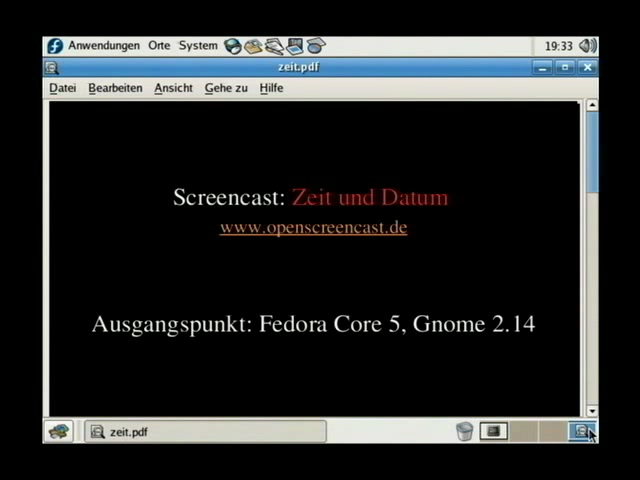 Anwendungen Orte System 19:33
zeit.pdf
Datei Bearbeiten Ansicht Gehe zu Hilfe
Screencast: Zeit und Datum
www.openscreencast.de
Ausgangspunkt: Fedora Core 5, Gnome 2.14
zeit.pdf